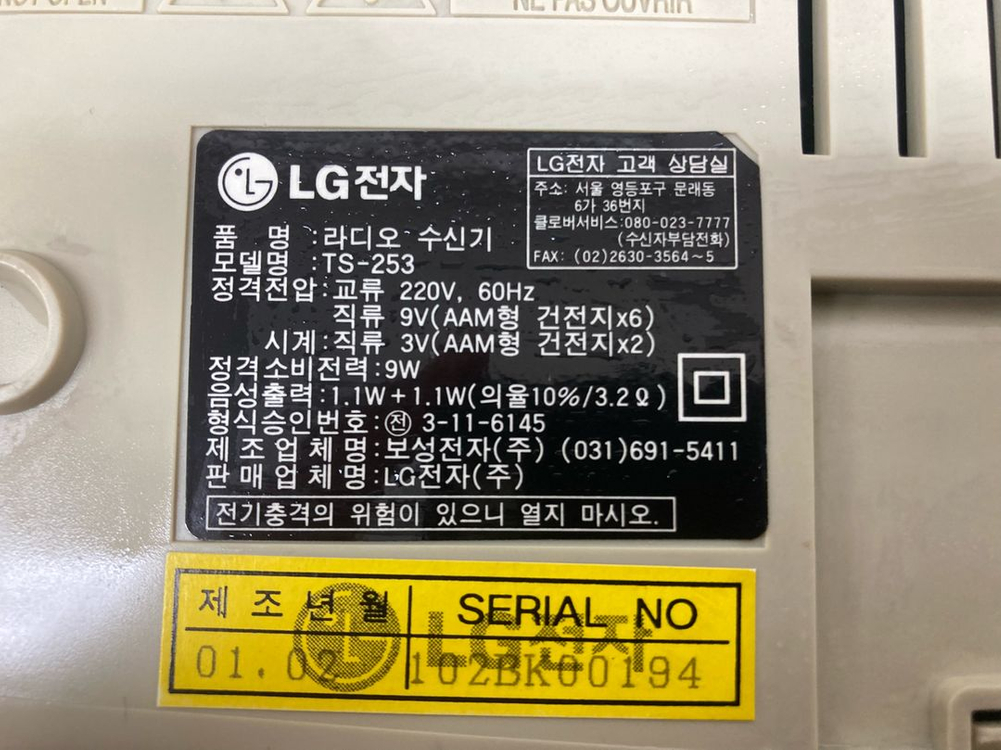 NE PAS OUVRIR
LG전자
LG전자 고객 상담실
주소: 서울 영등포구 문래동
6가 36번지
클로버서비스:080-023-7777
(수신자부담전화)
FAX: (02)2630-3564~5
품 명 :라디오 수신기
모델명 :TS-253
정격전압:교류 220V, 60Hz
직류 9V(AAM형 건전지x6)
시계:직류 3V(AAM형 건전지x2)
정격소비전력:9W
음성출력:1.1W+1.1W(의율10%/3.2Ω)
형식승인번호:㉠ 3-11-6145
제조업체명:보성전자(주) (031)691-5411
판매업체명:LG전자(주)
전기충격의 위험이 있으니 열지 마시오.
제조년월 SERIAL NO
LG전자
01.02 102BK00194